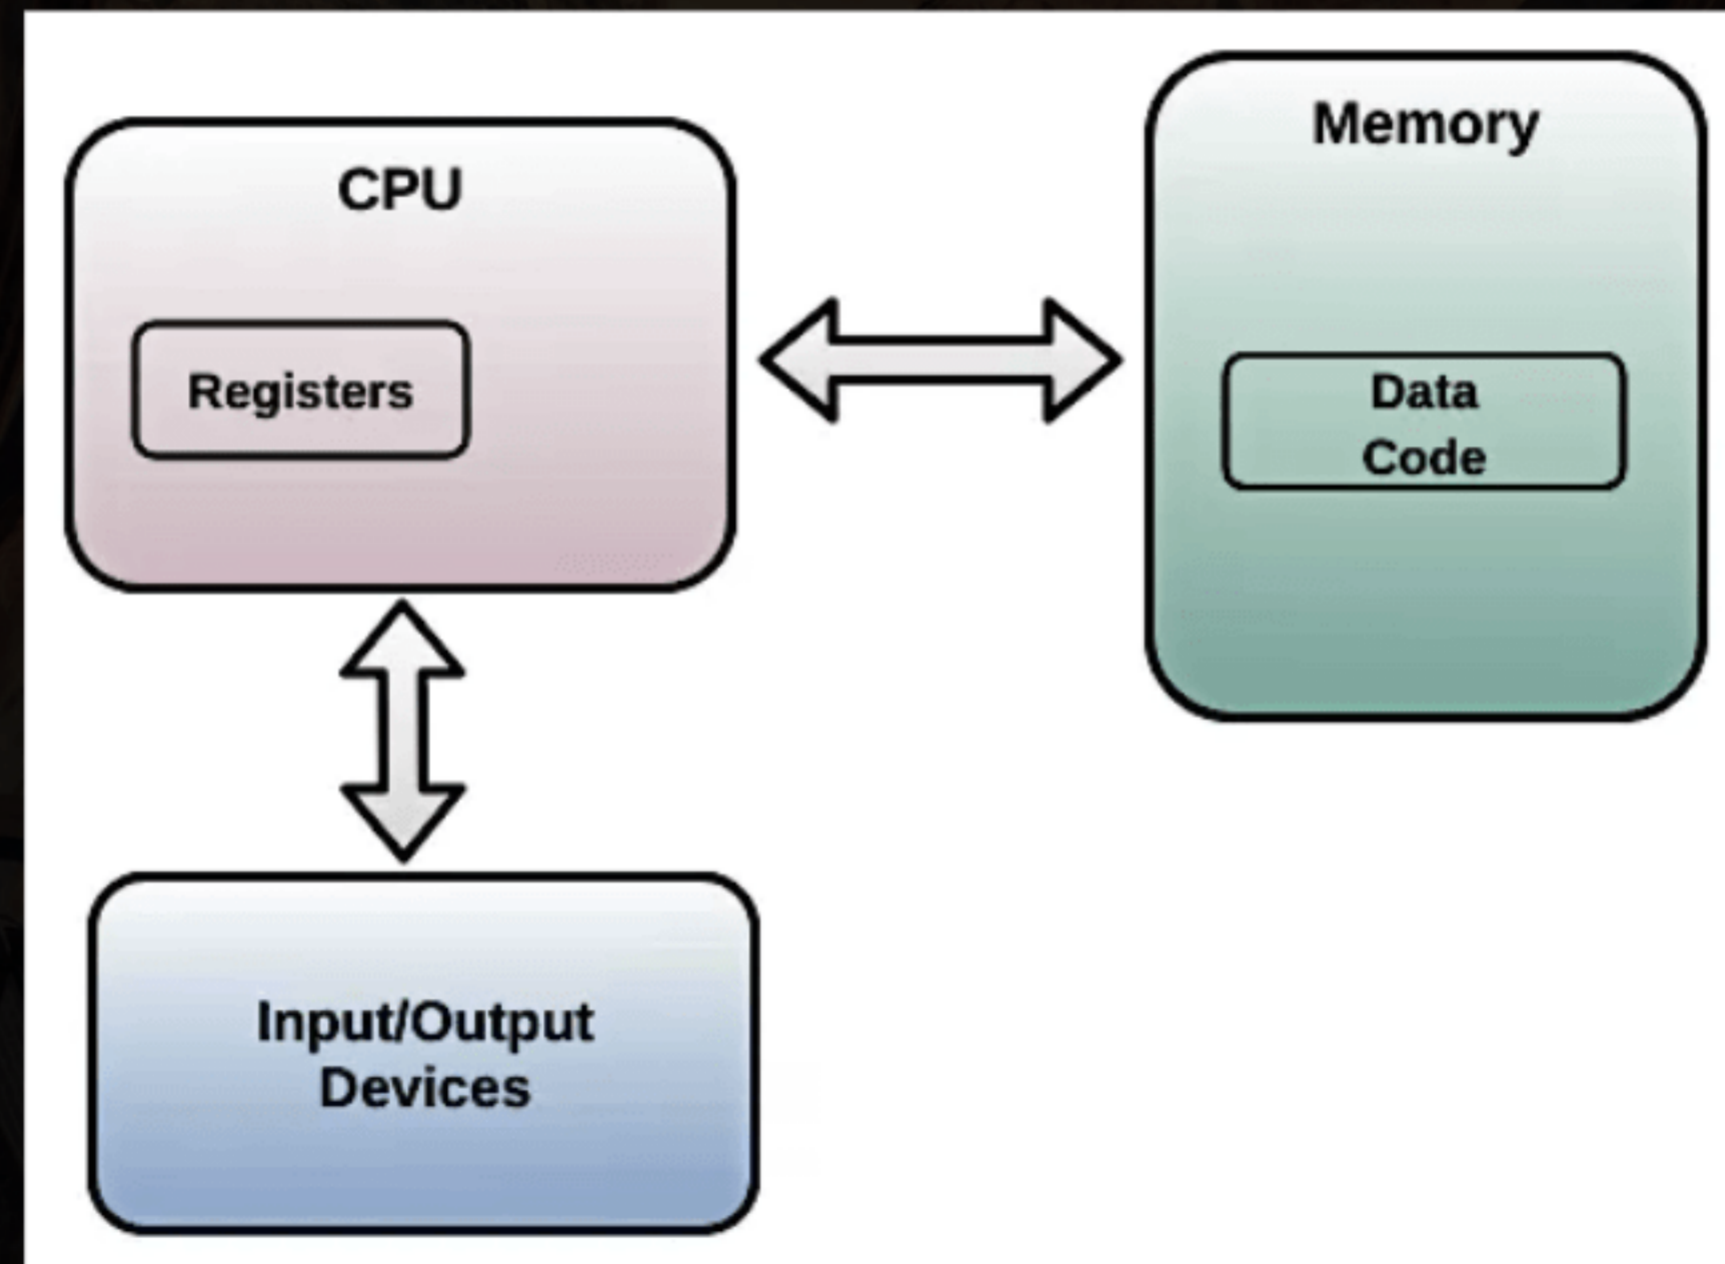 CPU
Registers
Memory
Data
Code
Input/Output
Devices